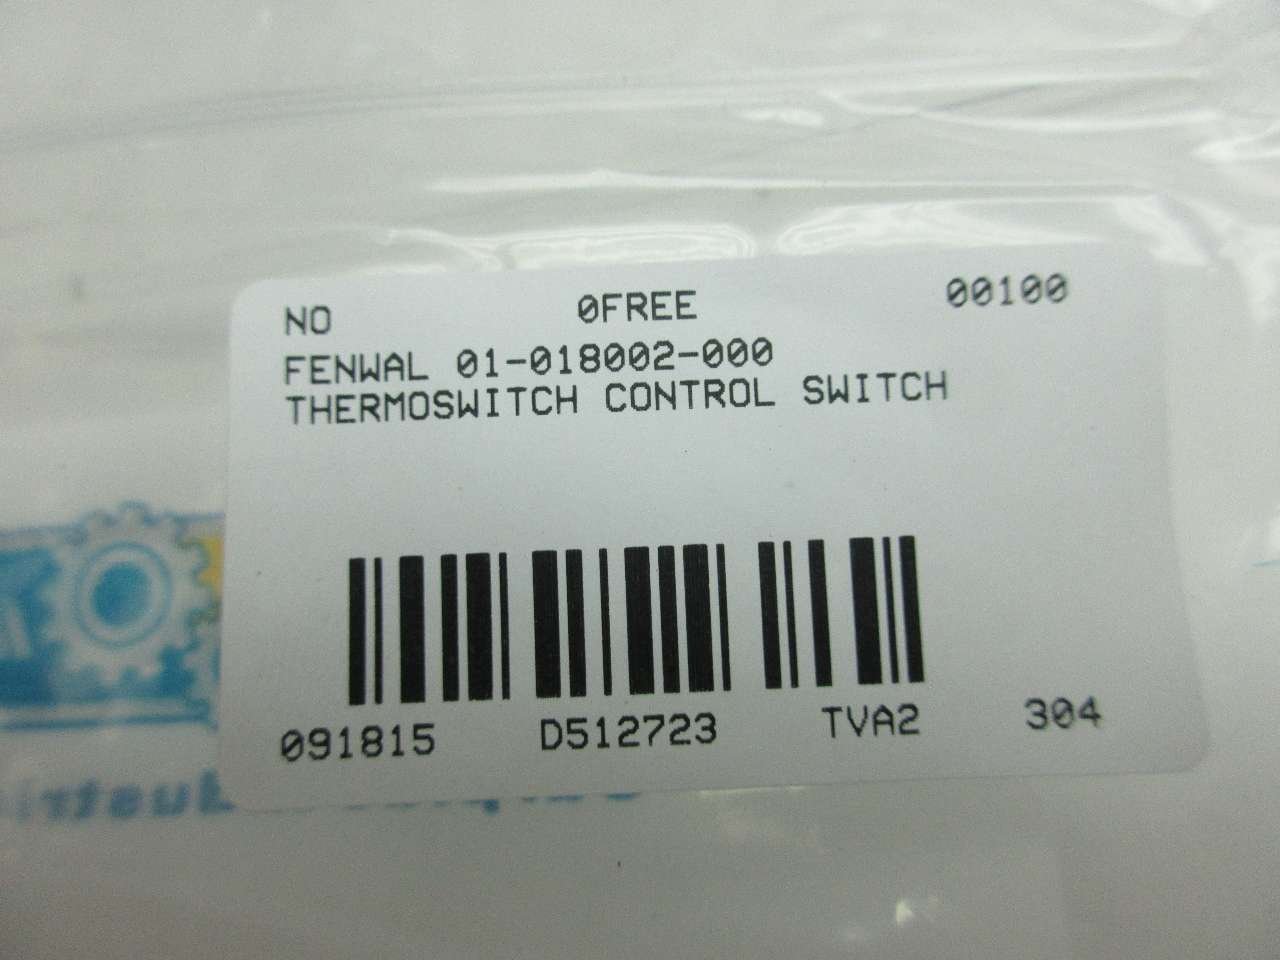 NO 0FREE 00100
FENWAL 01-018002-000
THERMOSWITCH CONTROL SWITCH
091815 D512723 TVA2 304